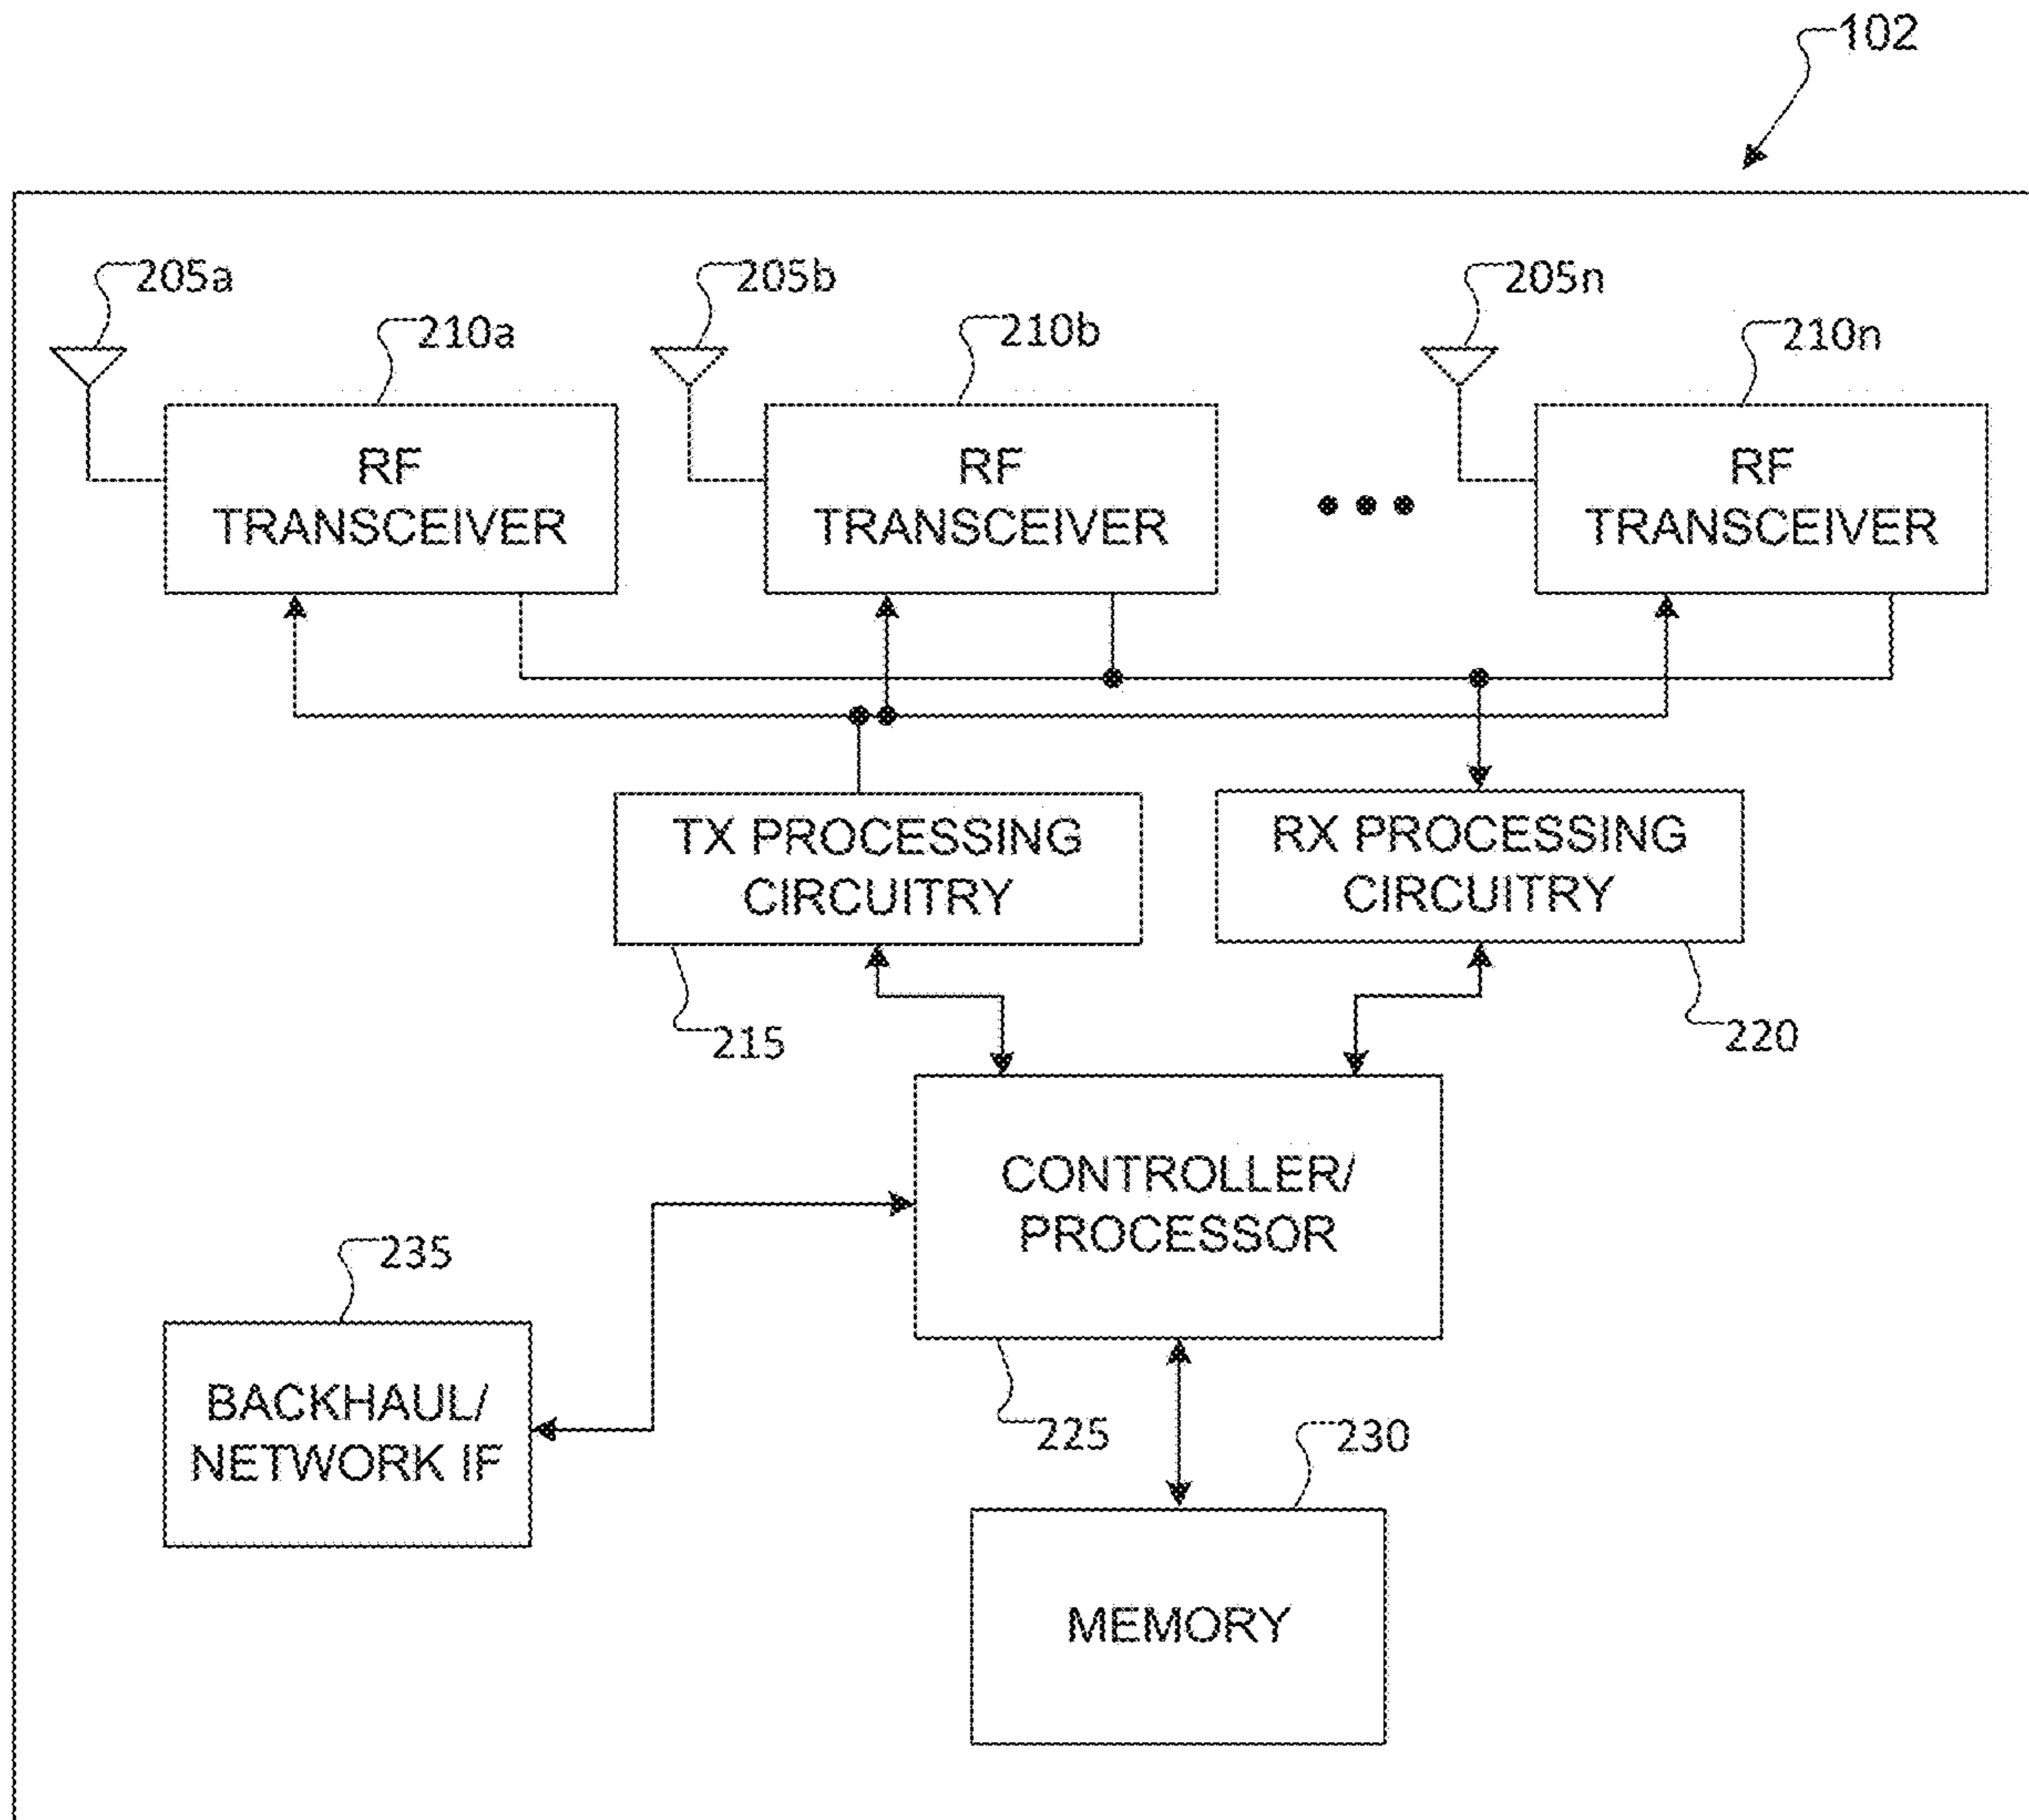 102
205a
205b
205n
210a
210b
210n
RF
TRANSCEIVER
RF
TRANSCEIVER
RF
TRANSCEIVER
TX PROCESSING
CIRCUITRY
RX PROCESSING
CIRCUITRY
215
220
CONTROLLER/
PROCESSOR
235
BACKHAUL/
NETWORK IF
225
230
MEMORY